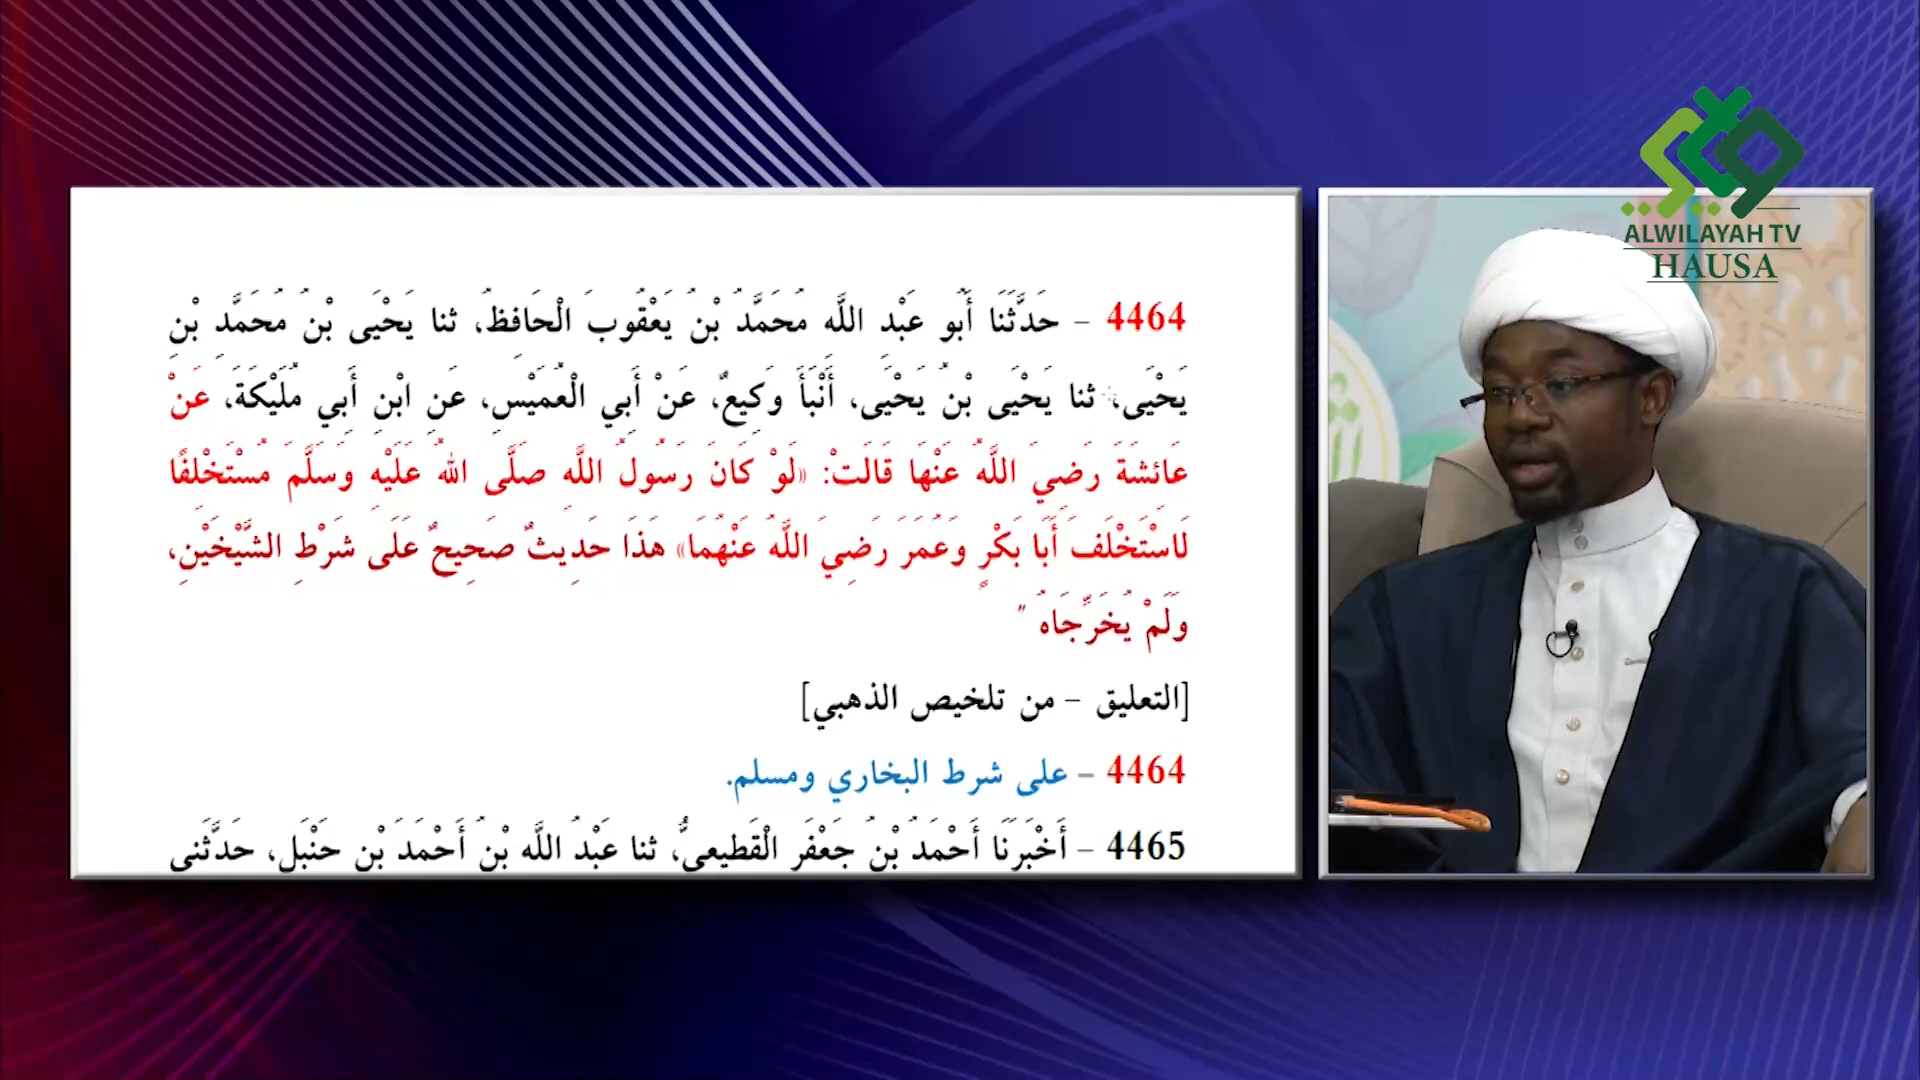 4464 – حَدَّثَنَا أَبُو عَبْدِ اللَّهِ مُحَمَّدُ بْنُ يَعْقُوبَ الْحَافِظُ، ثنا يَحْيَى بْنُ مُحَمَّدِ بْنِ
يَحْيَى، ثنا يَحْيَى بْنُ يَحْيَى، أَنْبَأَ وَكِيعٌ، عَنْ أَبِي الْعُمَيْسِ، عَنِ ابْنِ أَبِي مُلَيْكَةَ، عَنْ
عَائِشَةَ رَضِيَ اللَّهُ عَنْهَا قَالَتْ: «لَوْ كَانَ رَسُولُ اللَّهِ صَلَّى اللهُ عَلَيْهِ وَسَلَّمَ مُسْتَخْلِفًا
لَاسْتَخْلَفَ أَبَا بَكْرٍ وَعُمَرَ رَضِيَ اللَّهُ عَنْهُمَا» هَذَا حَدِيثٌ صَحِيحٌ عَلَى شَرْطِ الشَّيْخَيْنِ،
وَلَمْ يُخَرِّجَاهُ "
[التعليق – من تلخيص الذهبي]
4464 – على شرط البخاري ومسلم.
4465 – أَخْبَرَنَا أَحْمَدُ بْنُ جَعْفَرٍ الْقَطِيعِيُّ، ثنا عَبْدُ اللَّهِ بْنُ أَحْمَدَ بْنِ حَنْبَلٍ، حَدَّثَنِي
ALWILAYAH TV
HAUSA